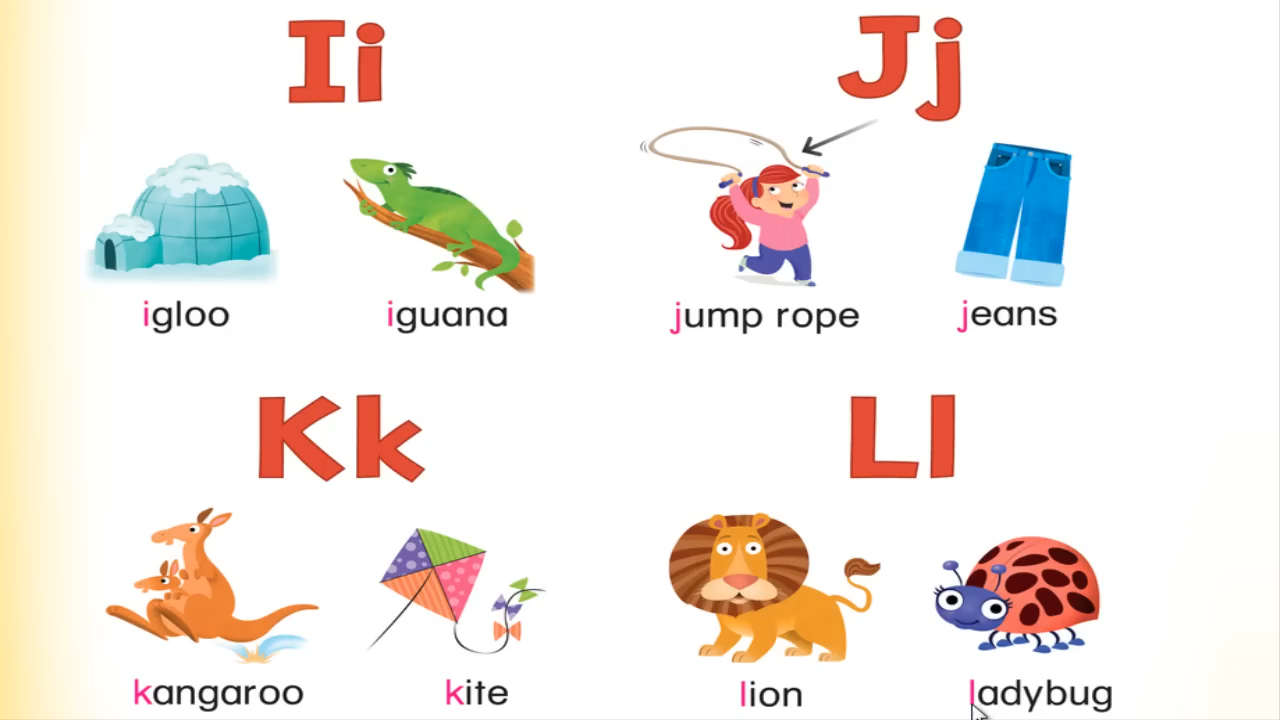 Ii
igloo
iguana
Jj
jump rope
jeans
Kk
kangaroo
kite
Ll
lion
ladybug